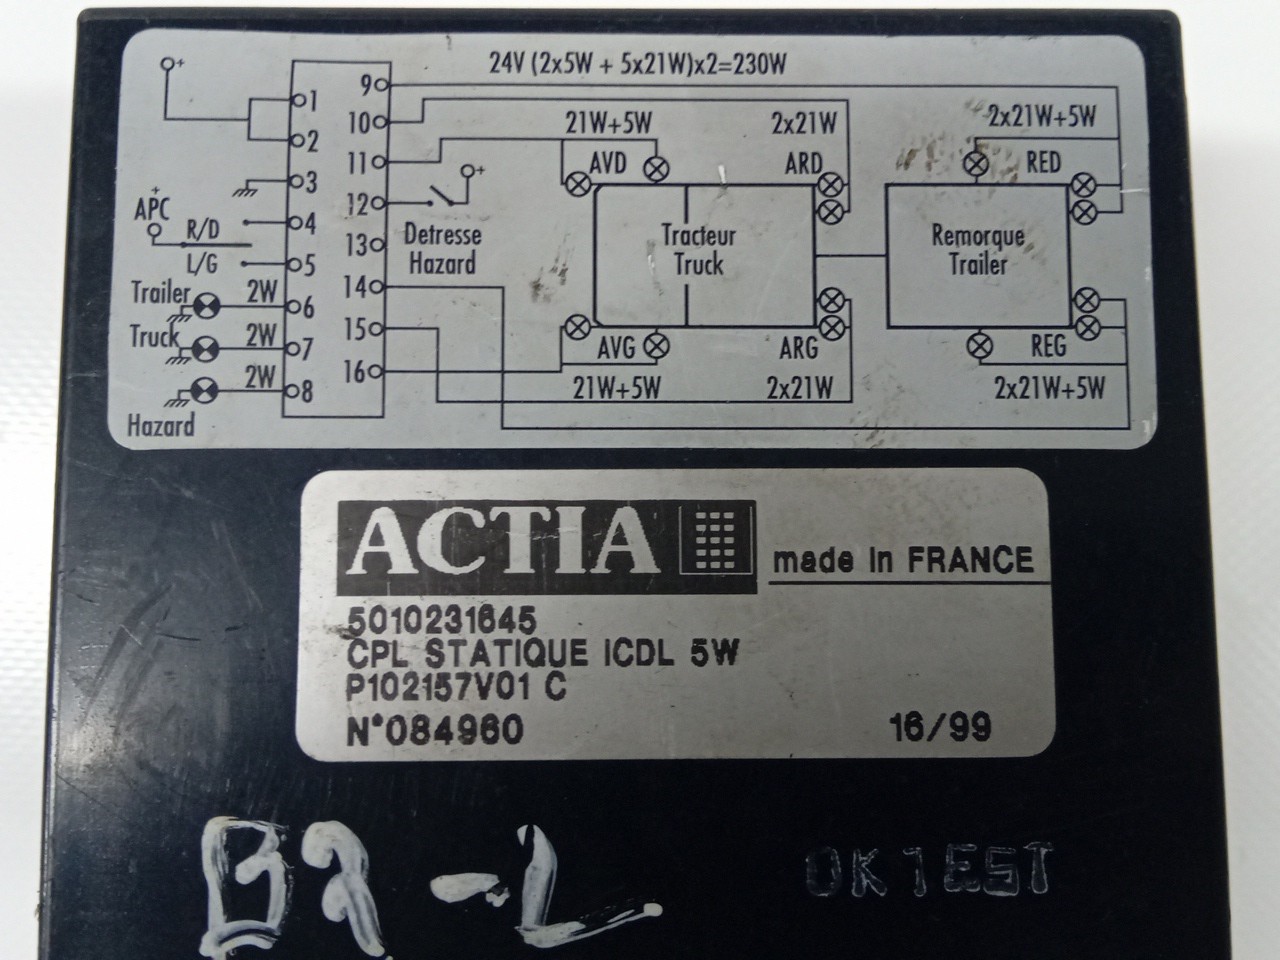 24V (2x5W + 5x21W)x2=230W
+
1
2
3
4
5
6
7
8
9
10
11
12
13
14
15
16
+
APC
R/D
L/G
Trailer
2W
Truck
2W
2W
Hazard
+
Detresse
Hazard
21W+5W
2x21W
2x21W+5W
AVD
ARD
RED
Tracteur
Truck
Remorque
Trailer
AVG
ARG
REG
21W+5W
2x21W
2x21W+5W
ACTIA
made in FRANCE
5010231645
CPL STATIQUE ICDL 5W
P102157V01 C
N°084960
16/99
OK TEST